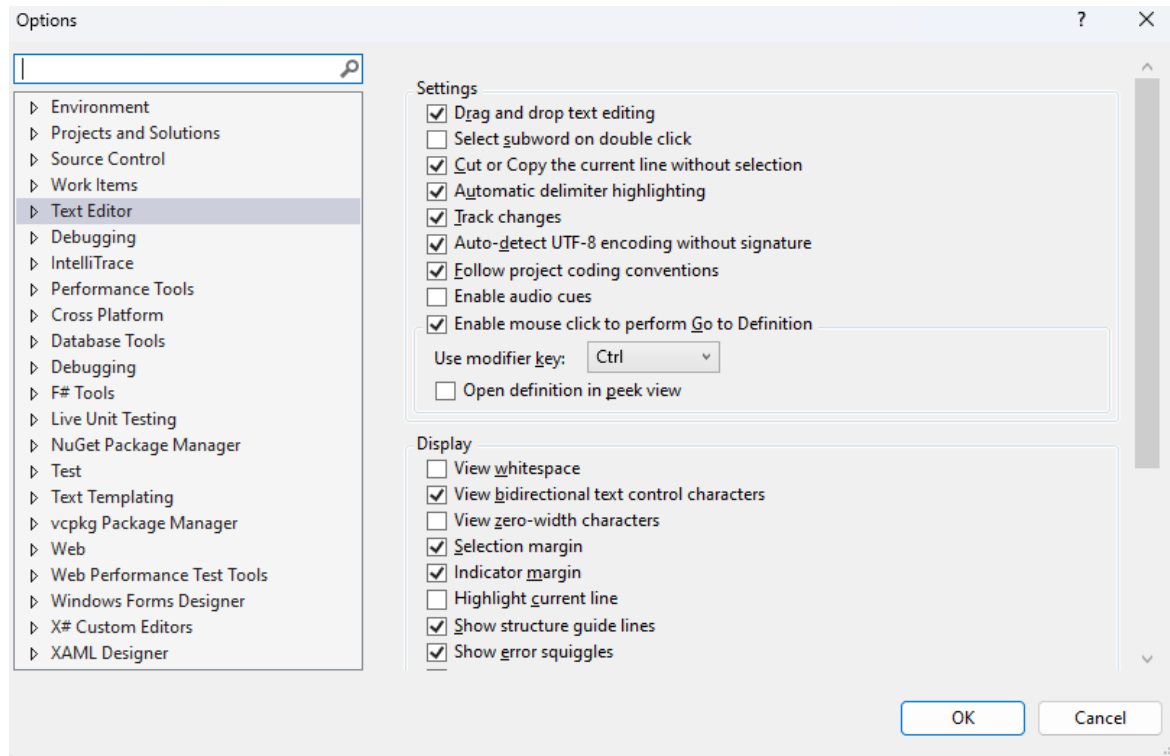 Options
?
Environment
Projects and Solutions
Source Control
Work Items
Text Editor
Debugging
IntelliTrace
Performance Tools
Cross Platform
Database Tools
Debugging
F# Tools
Live Unit Testing
NuGet Package Manager
Test
Text Templating
vcpkg Package Manager
Web
Web Performance Test Tools
Windows Forms Designer
X# Custom Editors
XAML Designer
Settings
Drag and drop text editing
Select subword on double click
Cut or Copy the current line without selection
Automatic delimiter highlighting
Track changes
Auto-detect UTF-8 encoding without signature
Follow project coding conventions
Enable audio cues
Enable mouse click to perform Go to Definition
Use modifier key: Ctrl
Open definition in peek view
Display
View whitespace
View bidirectional text control characters
View zero-width characters
Selection margin
Indicator margin
Highlight current line
Show structure guide lines
Show error squiggles
OK Cancel